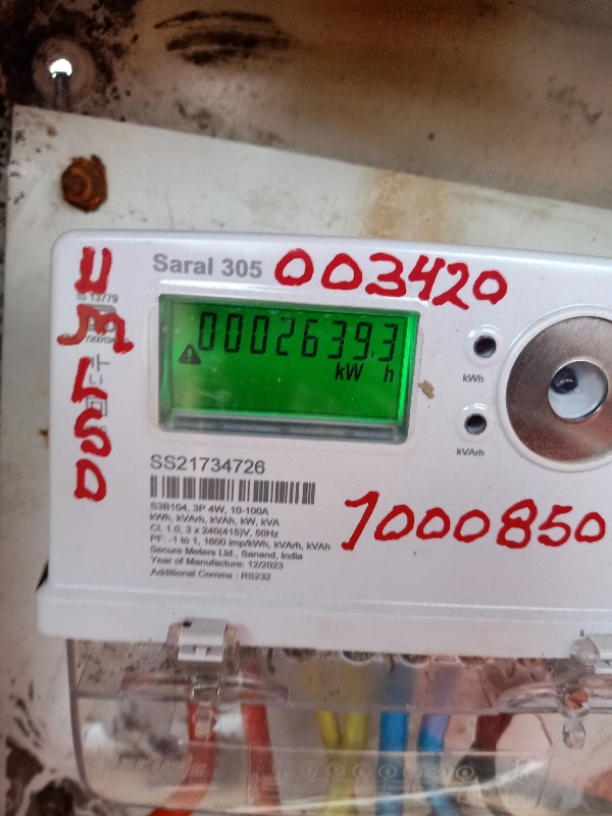 Saral 305
003420
IS 13779
0002639.3
kW h
SS21734726
S3B104, 3P 4W, 10-100A
kWh, kVArh, kVAh, kW, kVA
Cl. 1.0, 3 x 240(415)V, 50Hz
PF: -1 to 1, 1600 imp/kWh, kVArh, kVAh
Secure Meters Ltd., Sanand, India
Year of Manufacture: 12/2023
Additional Comms : RS232
1000850
kWh
kVArh